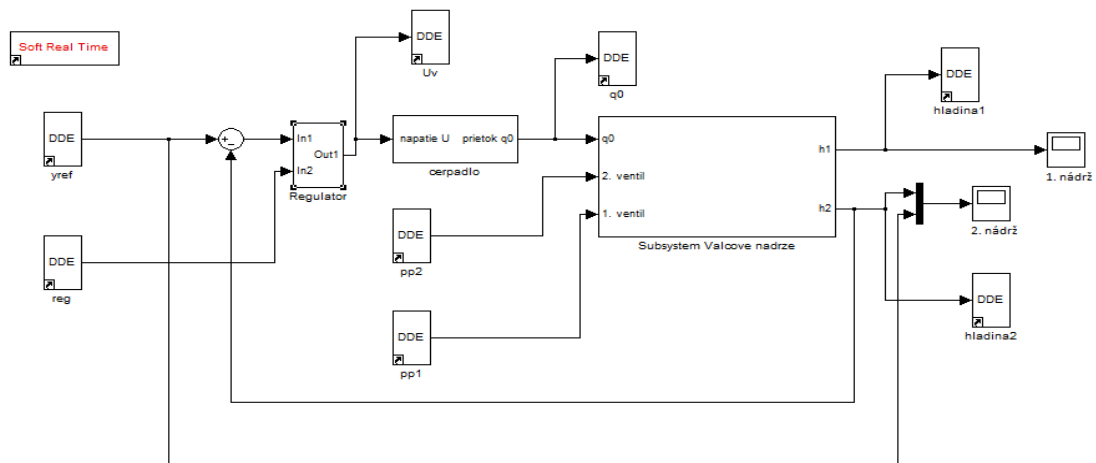 Soft Real Time
DDE
Uv
DDE
q0
DDE
hladina1
DDE
yref
+
−
In1
In2
Out1
Regulator
napatie U
prietok q0
cerpadlo
q0
2. ventil
1. ventil
h1
h2
Subsystem Valcove nadrze
1. nádrž
2. nádrž
DDE
reg
DDE
pp2
DDE
pp1
DDE
hladina2